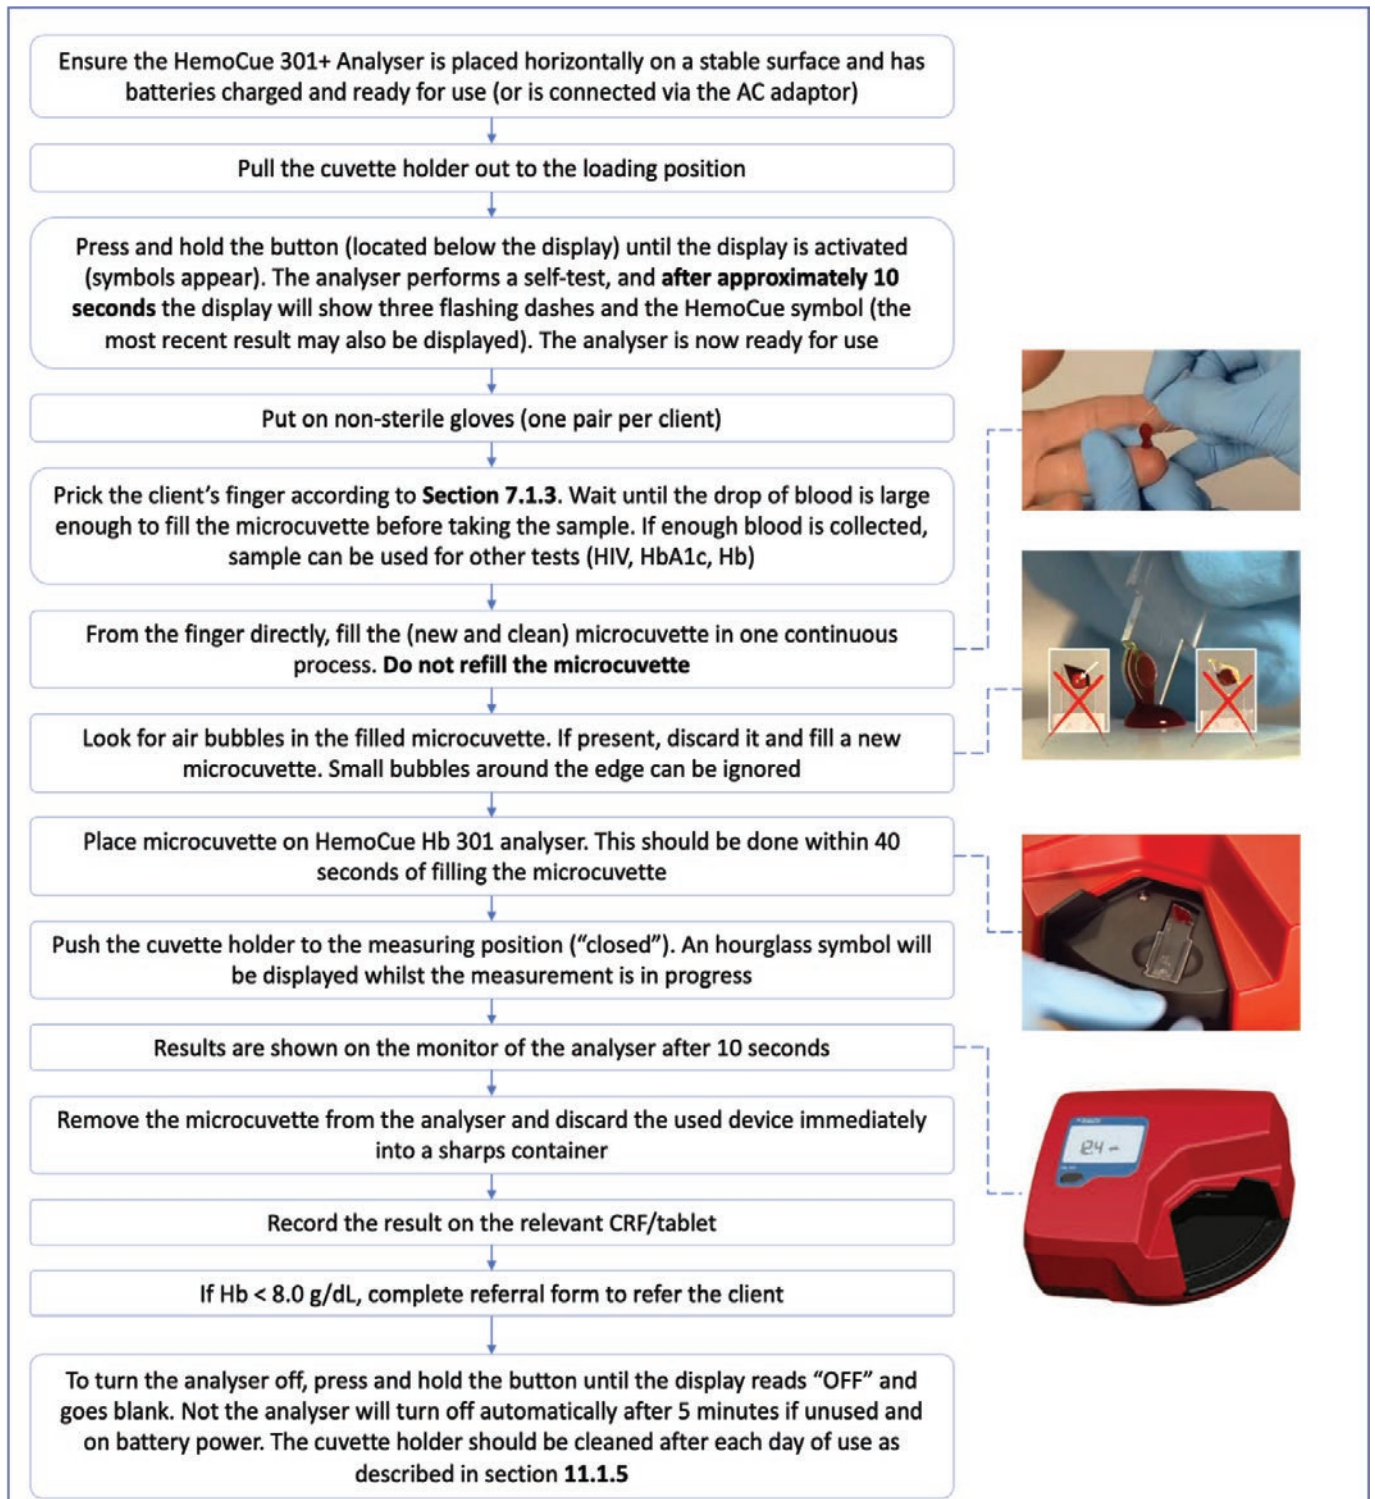 Ensure the HemoCue 301+ Analyser is placed horizontally on a stable surface and has
batteries charged and ready for use (or is connected via the AC adaptor)
Pull the cuvette holder out to the loading position
Press and hold the button (located below the display) until the display is activated
(symbols appear). The analyser performs a self-test, and after approximately 10
seconds the display will show three flashing dashes and the HemoCue symbol (the
most recent result may also be displayed). The analyser is now ready for use
Put on non-sterile gloves (one pair per client)
Prick the client's finger according to Section 7.1.3. Wait until the drop of blood is large
enough to fill the microcuvette before taking the sample. If enough blood is collected,
sample can be used for other tests (HIV, HbA1c, Hb)
From the finger directly, fill the (new and clean) microcuvette in one continuous
process. Do not refill the microcuvette
Look for air bubbles in the filled microcuvette. If present, discard it and fill a new
microcuvette. Small bubbles around the edge can be ignored
Place microcuvette on HemoCue Hb 301 analyser. This should be done within 40
seconds of filling the microcuvette
Push the cuvette holder to the measuring position (“closed”). An hourglass symbol will
be displayed whilst the measurement is in progress
Results are shown on the monitor of the analyser after 10 seconds
Remove the microcuvette from the analyser and discard the used device immediately
into a sharps container
Record the result on the relevant CRF/tablet
If Hb < 8.0 g/dL, complete referral form to refer the client
To turn the analyser off, press and hold the button until the display reads “OFF” and
goes blank. Not the analyser will turn off automatically after 5 minutes if unused and
on battery power. The cuvette holder should be cleaned after each day of use as
described in section 11.1.5
12.4